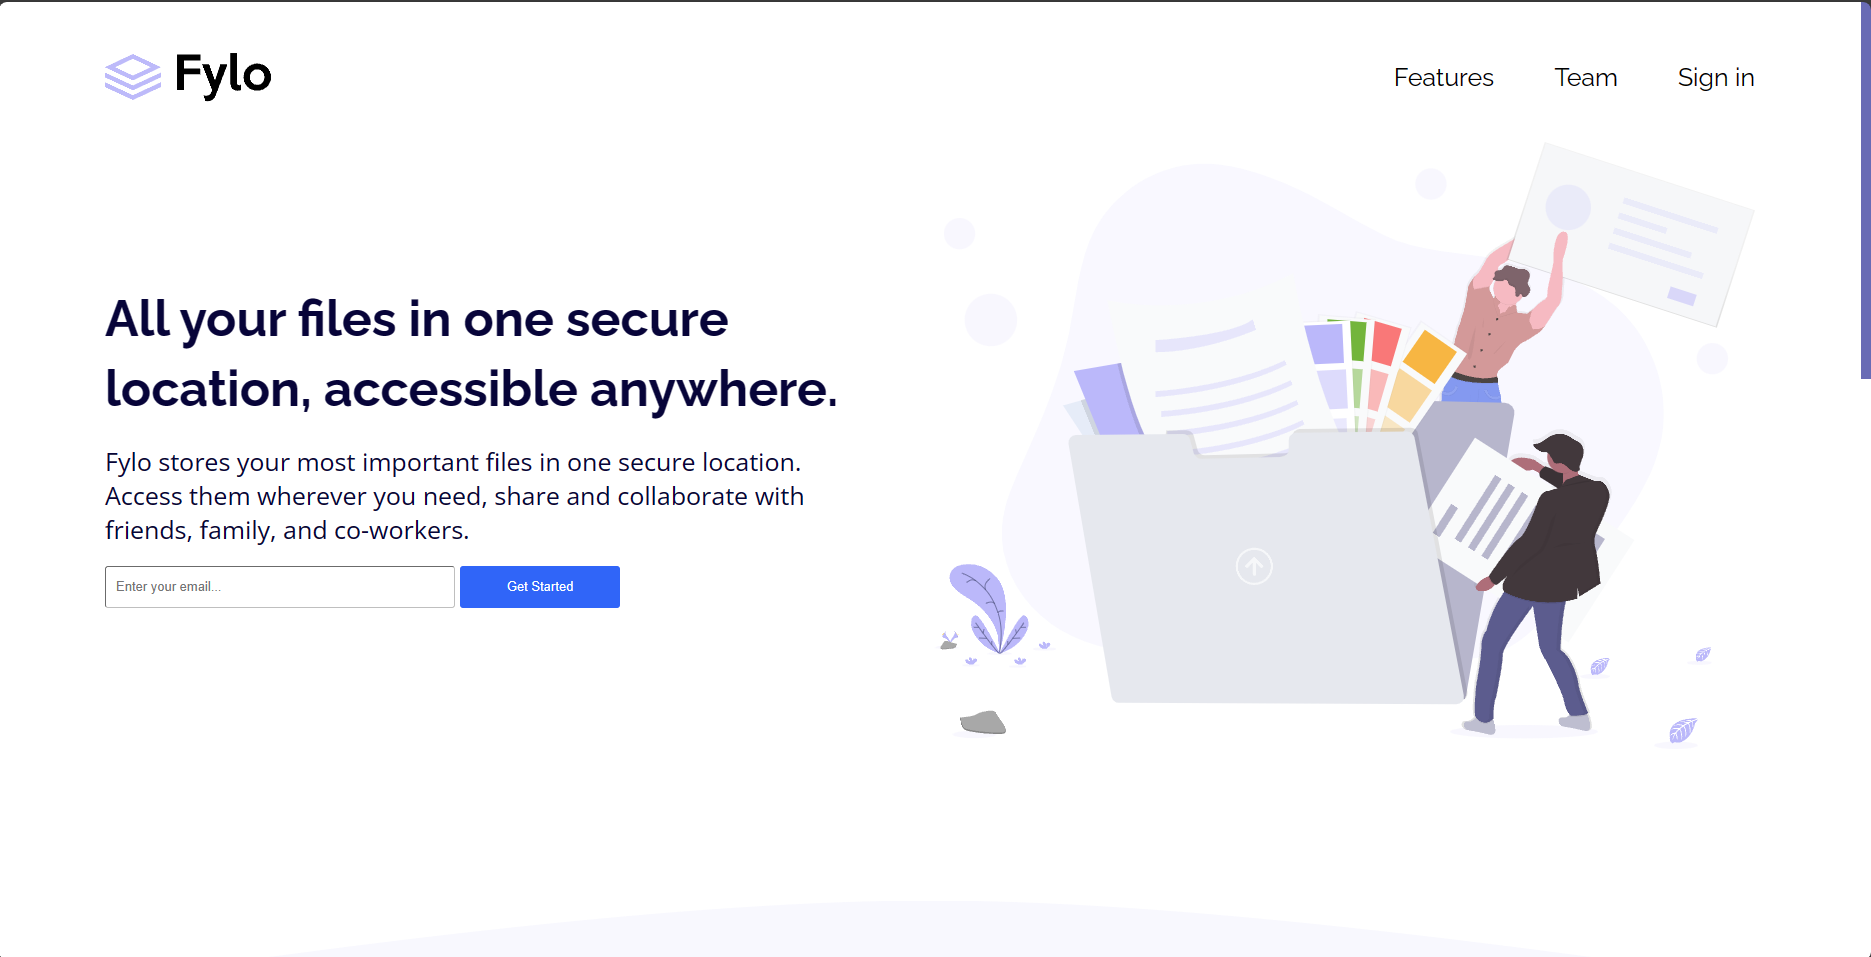 Fylo
Features
Team
Sign in
All your files in one secure
location, accessible anywhere.
Fylo stores your most important files in one secure location.
Access them wherever you need, share and collaborate with
friends, family, and co-workers.
Enter your email...
Get Started